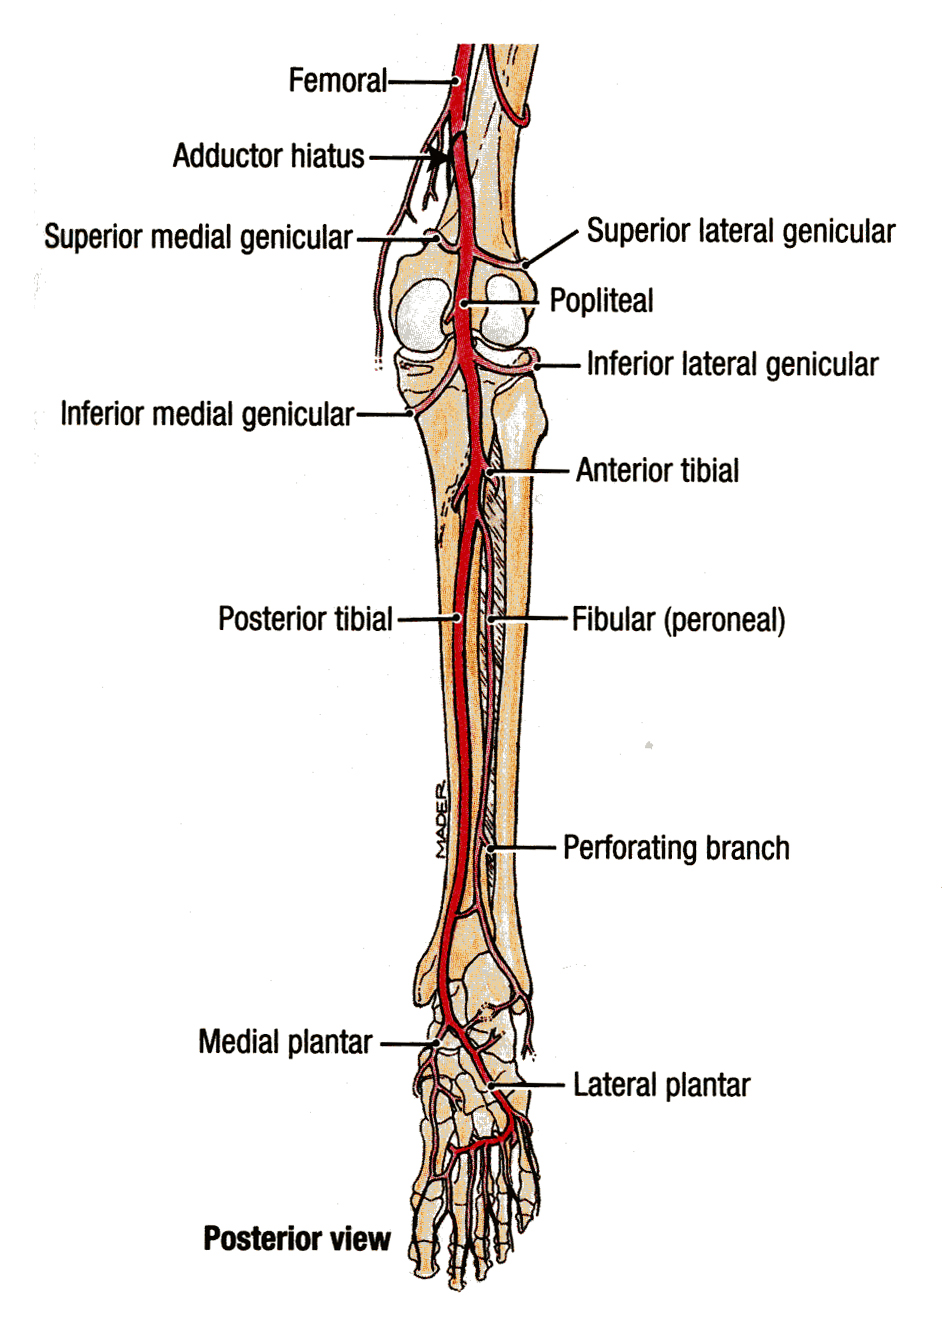 Femoral
Adductor hiatus
Superior medial genicular
Superior lateral genicular
Popliteal
Inferior lateral genicular
Inferior medial genicular
Anterior tibial
Posterior tibial
Fibular (peroneal)
MADER
Perforating branch
Medial plantar
Lateral plantar
Posterior view